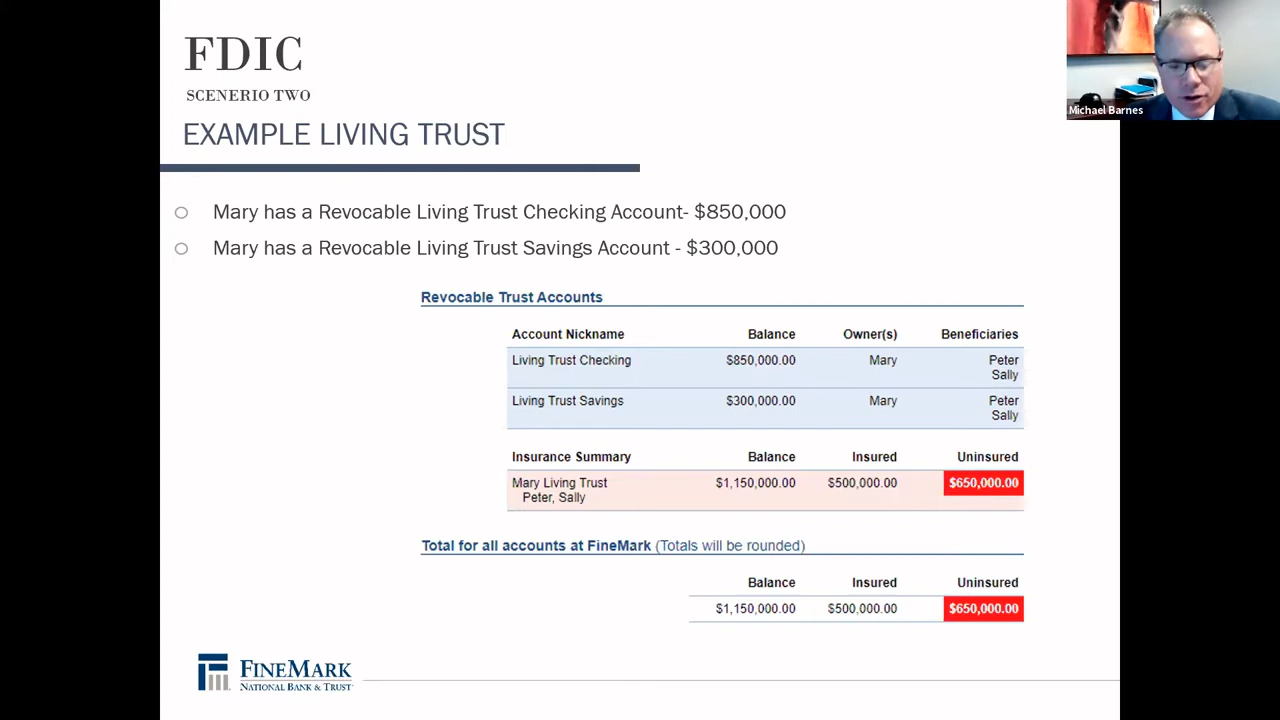 FDIC
SCENERIO TWO
EXAMPLE LIVING TRUST
Michael Barnes
Mary has a Revocable Living Trust Checking Account- $850,000
Mary has a Revocable Living Trust Savings Account - $300,000
Revocable Trust Accounts
Account Nickname Balance Owner(s) Beneficiaries
Living Trust Checking $850,000.00 Mary Peter
Sally
Living Trust Savings $300,000.00 Mary Peter
Sally
Insurance Summary Balance Insured Uninsured
Mary Living Trust $1,150,000.00 $500,000.00 $650,000.00
Peter, Sally
Total for all accounts at FineMark (Totals will be rounded)
Balance Insured Uninsured
$1,150,000.00 $500,000.00 $650,000.00
FINEMARK
NATIONAL BANK & TRUST